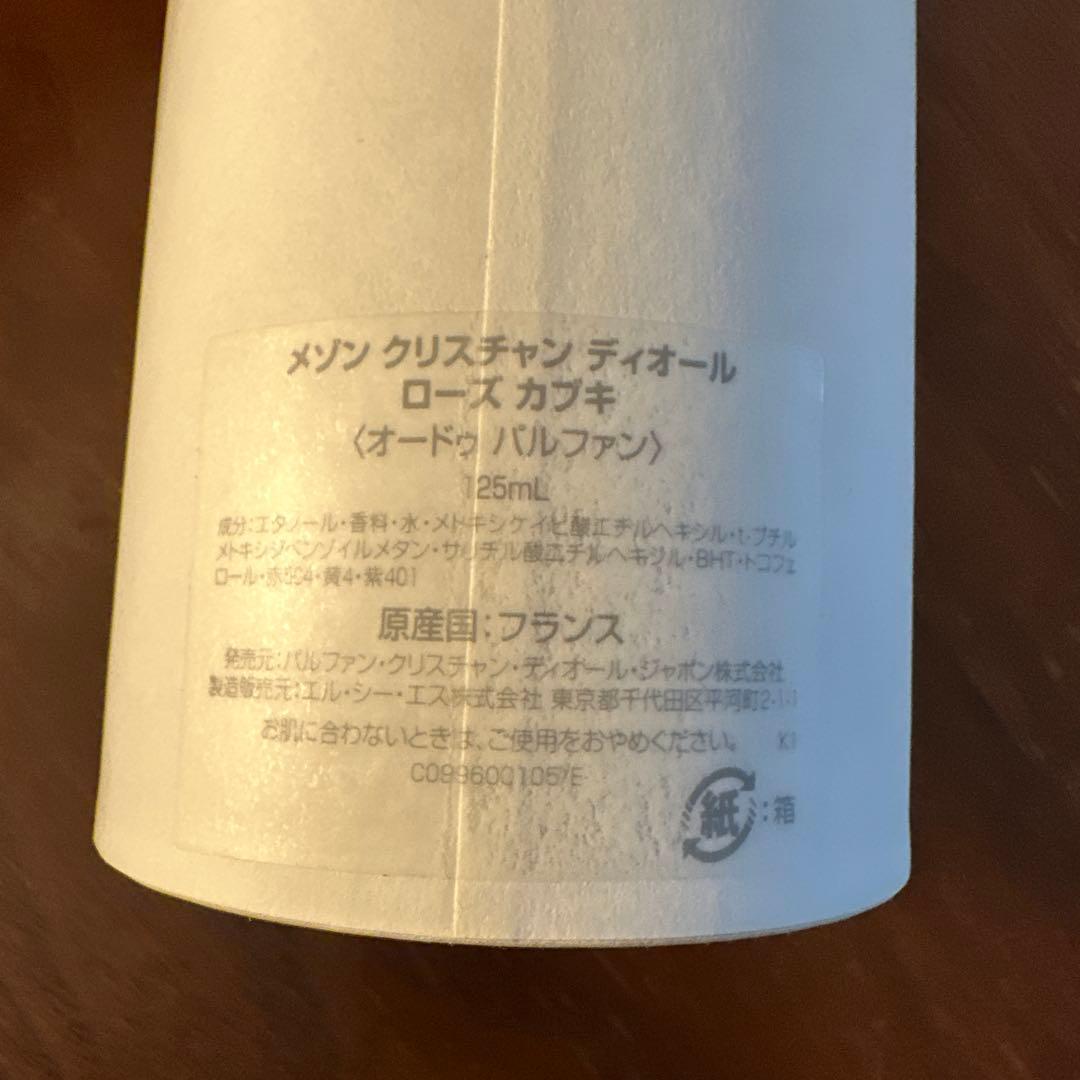 メゾン クリスチャン ディオール
ローズ カブキ
〈オードゥ パルファン〉
125mL
成分:エタノール・香料・水・メトキシケイヒ酸エチルヘキシル・t-ブチル
メトキシジベンゾイルメタン・サリチル酸エチルヘキシル・BHT・トコフェ
ロール・赤504・黄4・紫401
原産国:フランス
発売元:パルファン・クリスチャン・ディオール・ジャポン株式会社
製造販売元:エル・シー・エス株式会社 東京都千代田区平河町2-1-1
お肌に合わないときは、ご使用をおやめください。
C099600105/E
紙:箱